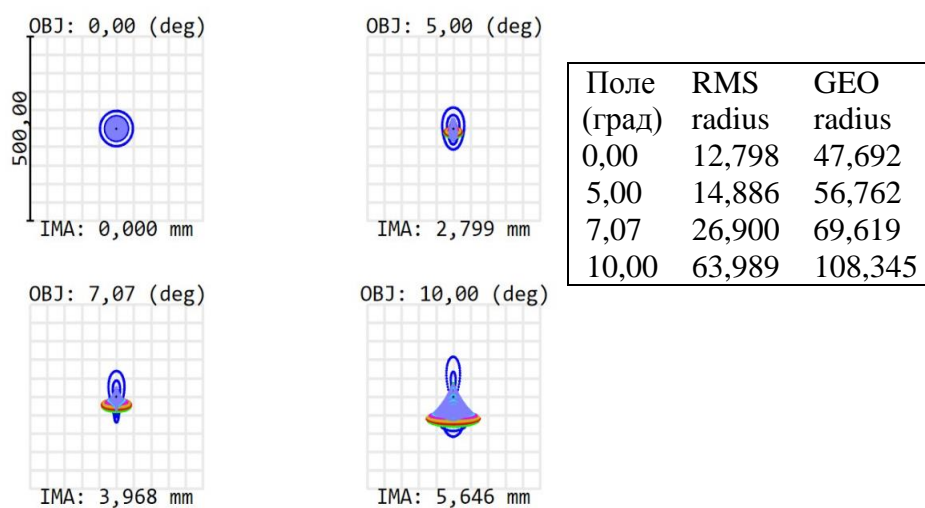 OBJ: 0,00 (deg)
500,00
IMA: 0,000 mm
OBJ: 5,00 (deg)
IMA: 2,799 mm
OBJ: 7,07 (deg)
IMA: 3,968 mm
OBJ: 10,00 (deg)
IMA: 5,646 mm
Поле RMS GEO
(град) radius radius
0,00 12,798 47,692
5,00 14,886 56,762
7,07 26,900 69,619
10,00 63,989 108,345